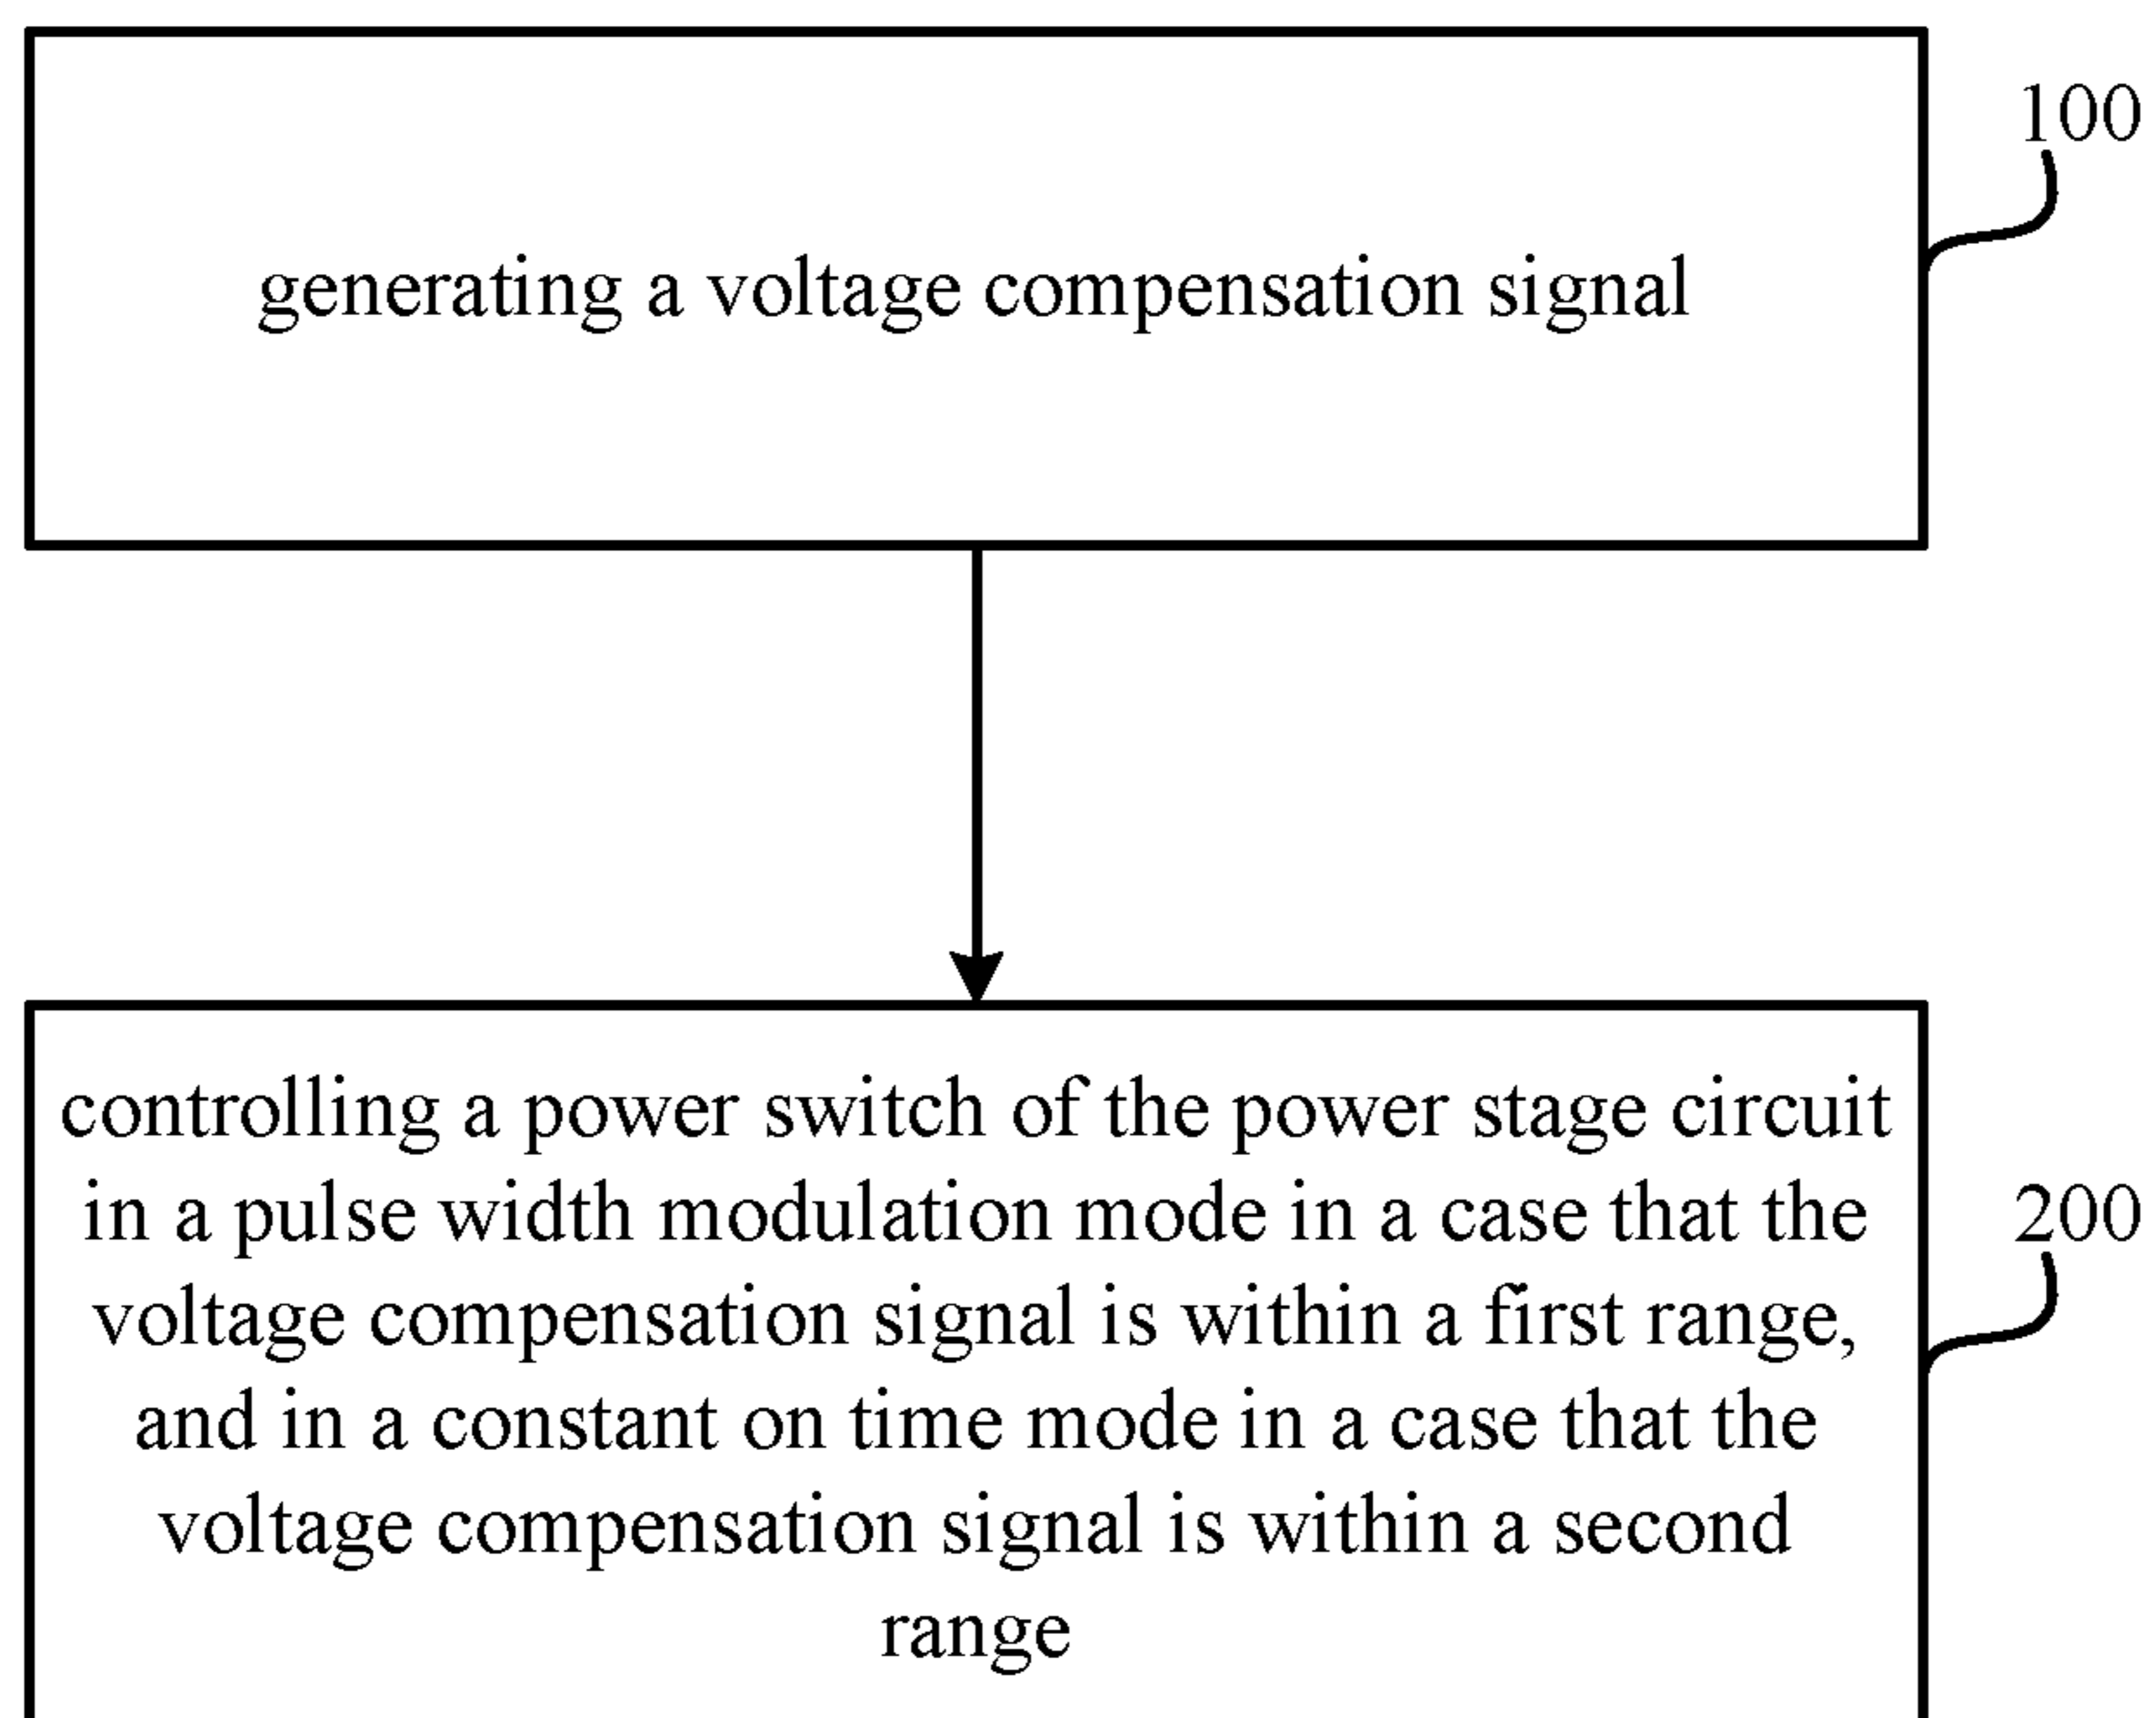 100
generating a voltage compensation signal
controlling a power switch of the power stage circuit
in a pulse width modulation mode in a case that the
voltage compensation signal is within a first range,
and in a constant on time mode in a case that the
voltage compensation signal is within a second
range
200